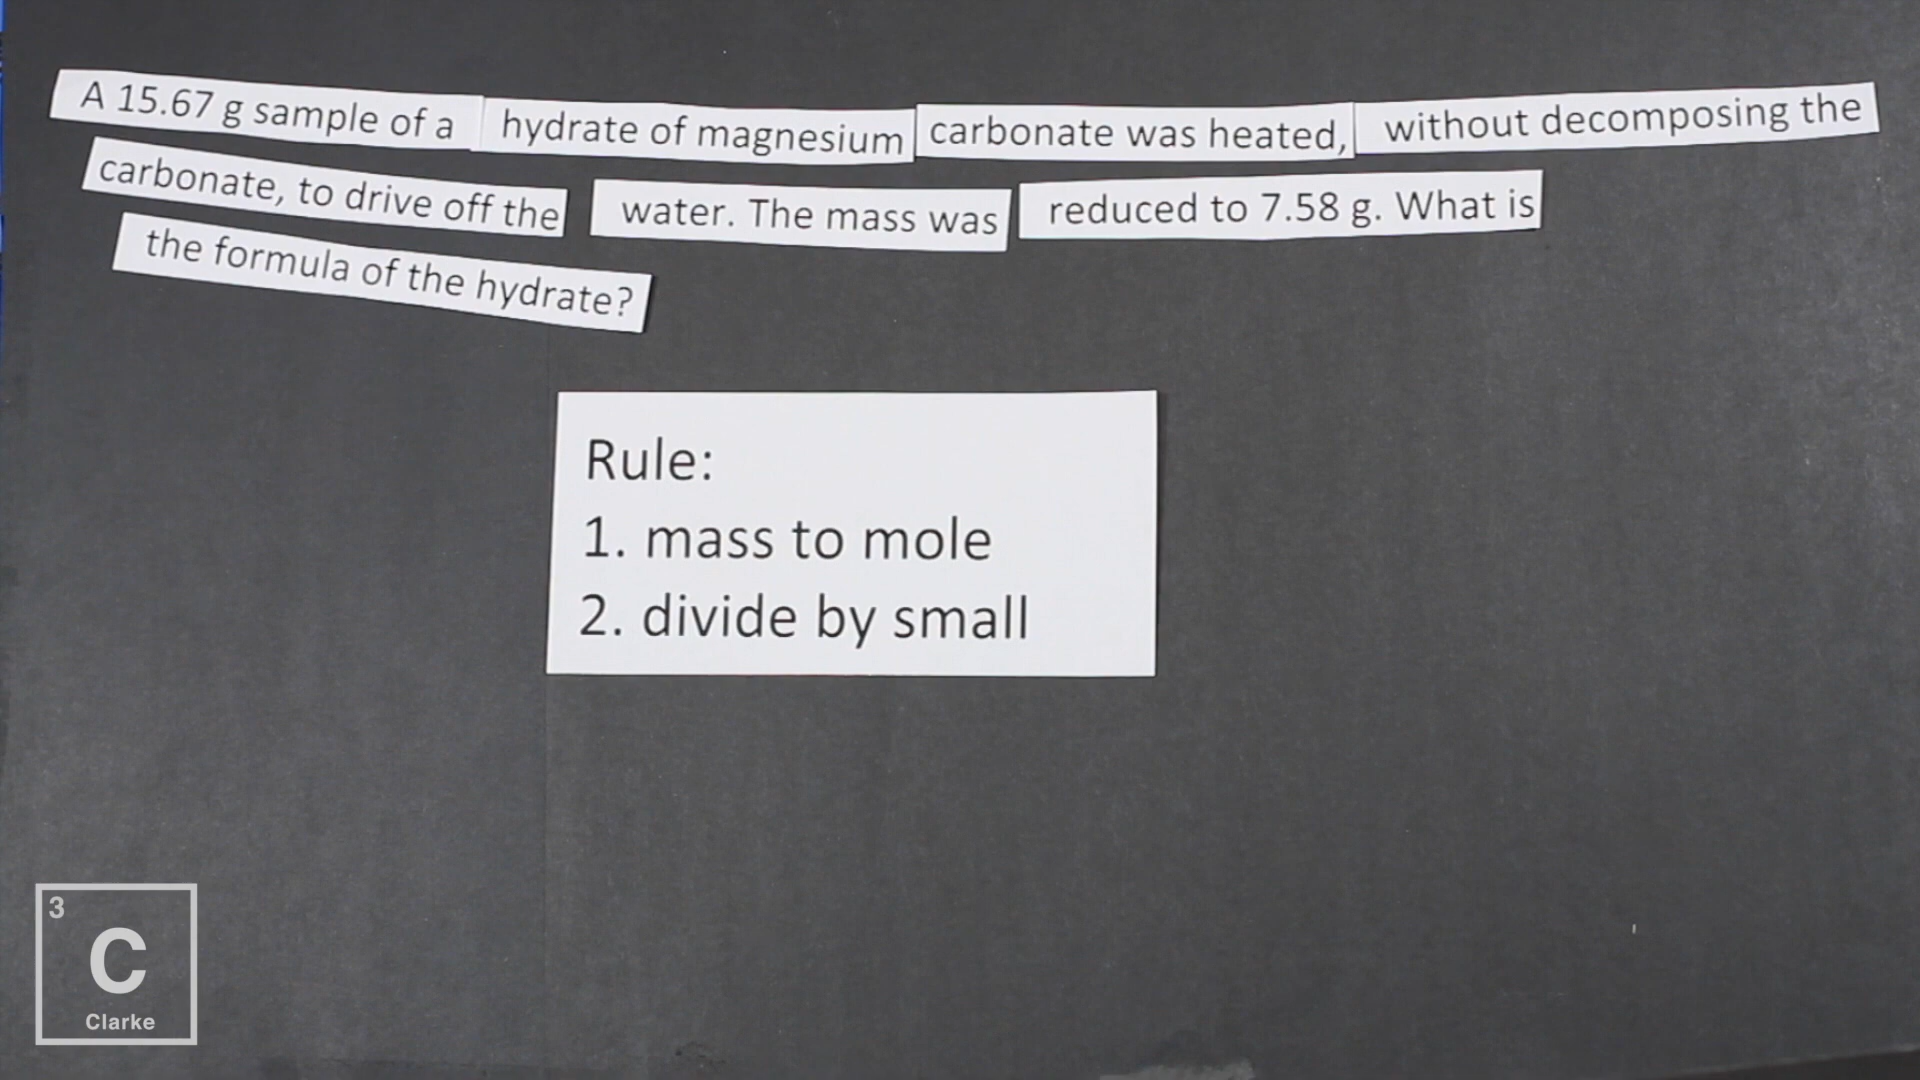 A 15.67 g sample of a hydrate of magnesium carbonate was heated, without decomposing the
carbonate, to drive off the water. The mass was reduced to 7.58 g. What is
the formula of the hydrate?
Rule:
1. mass to mole
2. divide by small
3
C
Clarke